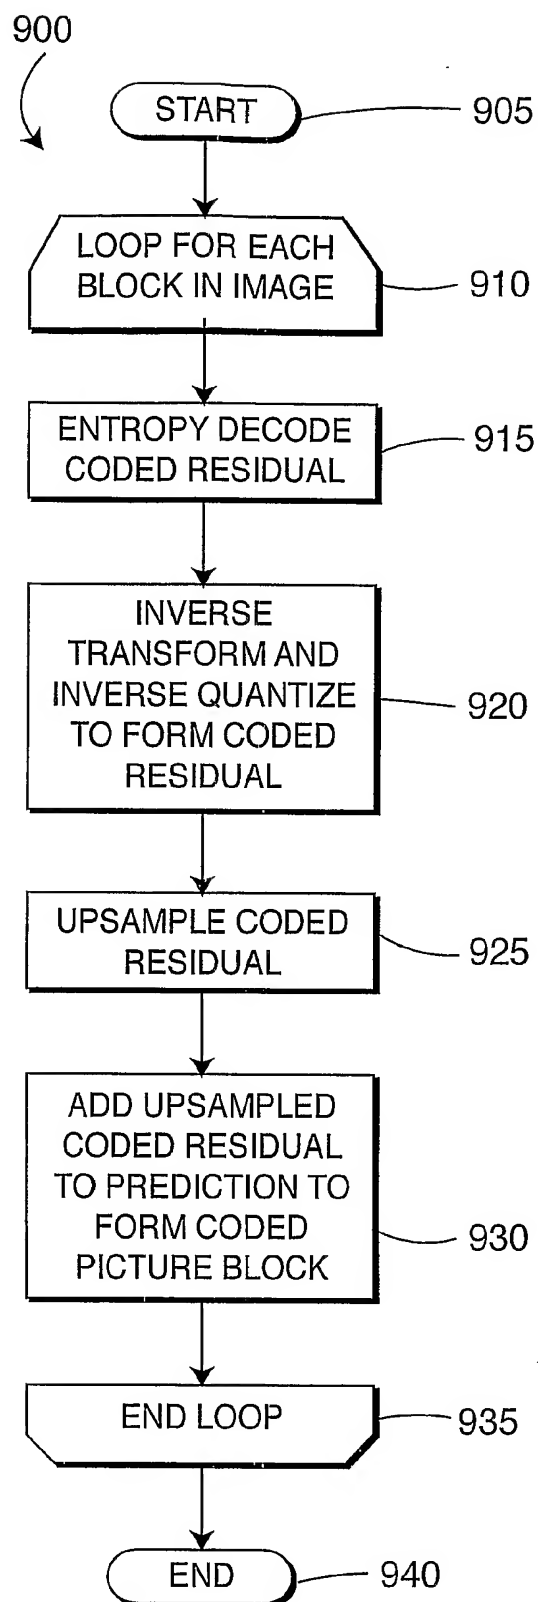 900
START
905
LOOP FOR EACH
BLOCK IN IMAGE
910
ENTROPY DECODE
CODED RESIDUAL
915
INVERSE
TRANSFORM AND
INVERSE QUANTIZE
TO FORM CODED
RESIDUAL
920
UPSAMPLE CODED
RESIDUAL
925
ADD UPSAMPLED
CODED RESIDUAL
TO PREDICTION TO
FORM CODED
PICTURE BLOCK
930
END LOOP
935
END
940